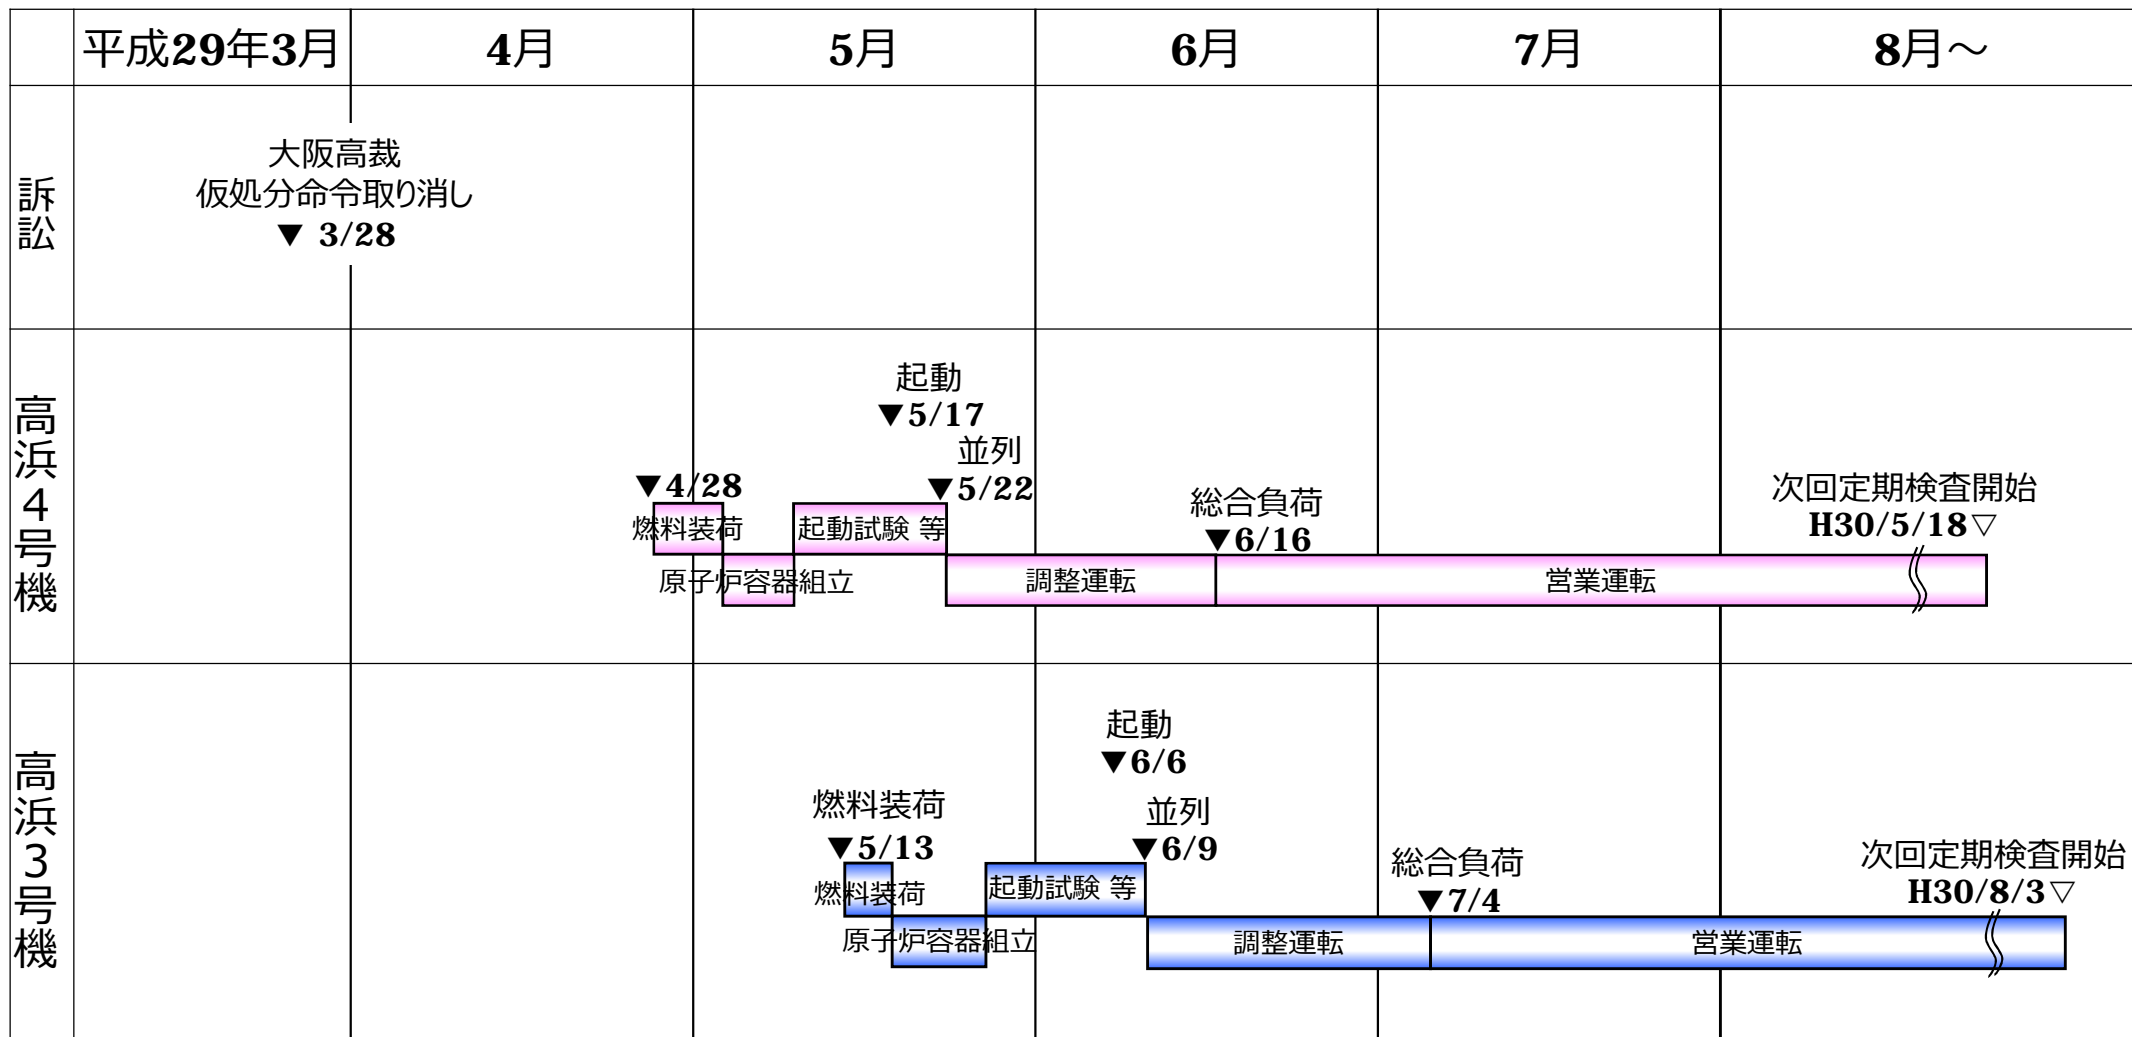 平成29年3月 4月 5月 6月 7月 8月～
訴訟
大阪高裁
仮処分命令取り消し
▼ 3/28
高浜4号機
起動
▼5/17
並列
▼4/28 ▼5/22
燃料装荷 起動試験 等
原子炉容器組立 調整運転
総合負荷
▼6/16
営業運転
次回定期検査開始
H30/5/18▽
高浜3号機
起動
▼6/6
燃料装荷 並列
▼5/13 ▼6/9
燃料装荷 起動試験 等
原子炉容器組立 調整運転
総合負荷
▼7/4
営業運転
次回定期検査開始
H30/8/3▽